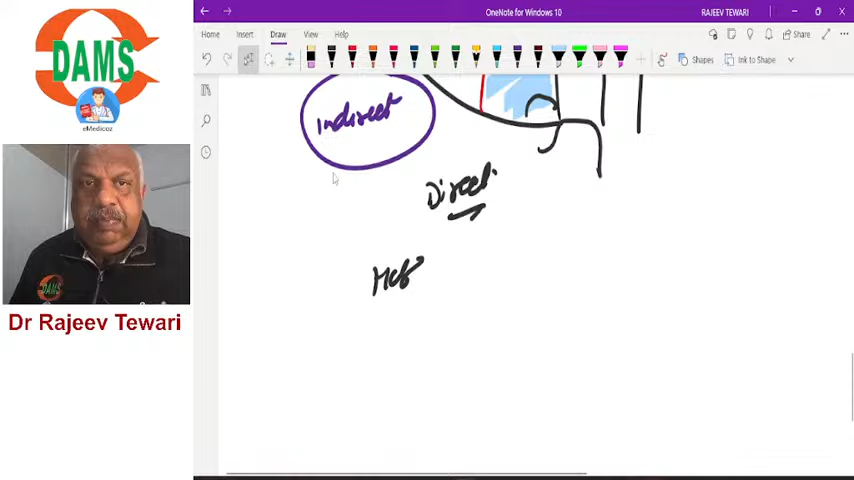 OneNote for Windows 10
RAJEEV TEWARI
Home
Insert
Draw
View
Help
Share
Shapes
Ink to Shape
DAMS
eMedicoz
Indirect
Direct
Dr Rajeev Tewari